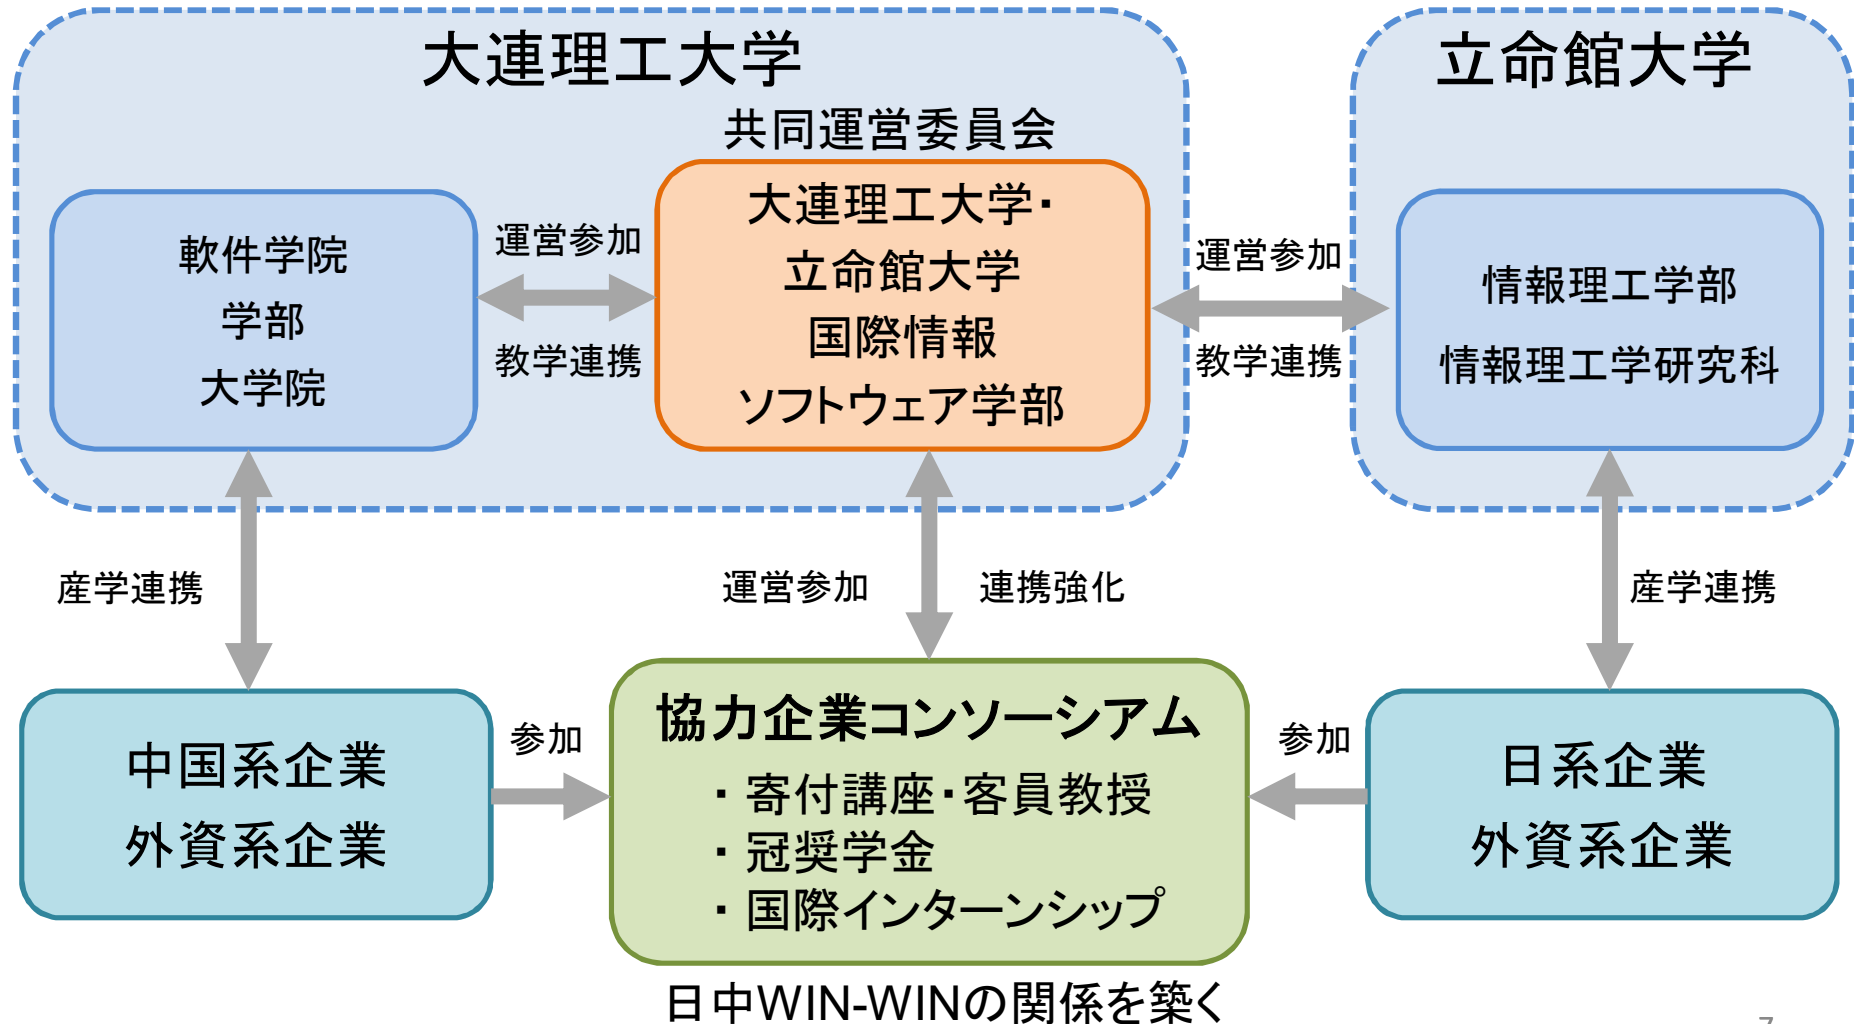 大連理工大学
立命館大学
共同運営委員会
軟件学院
学部
大学院
運営参加
教学連携
大連理工大学・
立命館大学
国際情報
ソフトウェア学部
運営参加
教学連携
情報理工学部
情報理工学研究科
産学連携
運営参加
連携強化
産学連携
中国系企業
外資系企業
参加
協力企業コンソーシアム
・寄付講座・客員教授
・冠奨学金
・国際インターンシップ
参加
日系企業
外資系企業
日中WIN-WINの関係を築く
7